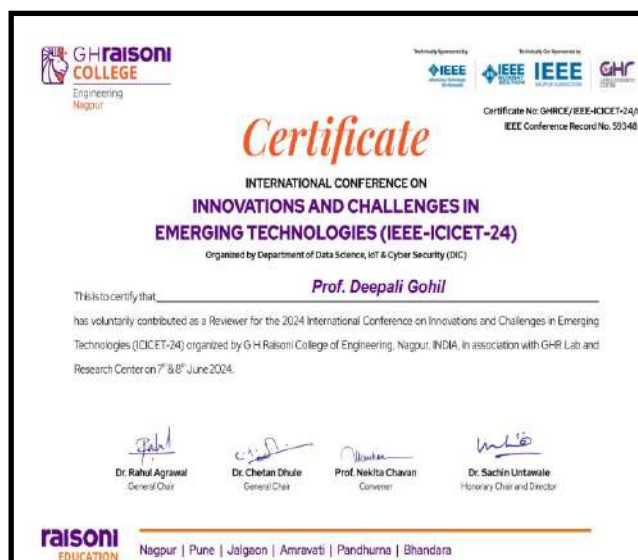 GHRAISONI
COLLEGE
Engineering
Nagpur
Technically Sponsored by
IEEE
Technically Co-Sponsored by
IEEE
BOMBAY
SECTION
IEEE
GHR
Certificate No: GHRCE/IEEE-ICICET-24/
IEEE Conference Record No. 59348
Certificate
INTERNATIONAL CONFERENCE ON
INNOVATIONS AND CHALLENGES IN
EMERGING TECHNOLOGIES (IEEE-ICICET-24)
Organized by Department of Data Science, IoT & Cyber Security (DIC)
This is to certify that Prof. Deepali Gohil
has voluntarily contributed as a Reviewer for the 2024 International Conference on Innovations and Challenges in Emerging
Technologies (ICICET-24) organized by G H Raisoni College of Engineering, Nagpur, INDIA, in association with GHR Lab and
Research Center on 7th & 8th June 2024.
Dr. Rahul Agrawal
General Chair
Dr. Chetan Dhule
General Chair
Prof. Nekita Chavan
Convener
Dr. Sachin Untawale
Honorary Chair and Director
raisoni
EDUCATION
Nagpur | Pune | Jalgaon | Amravati | Pandhurna | Bhandara